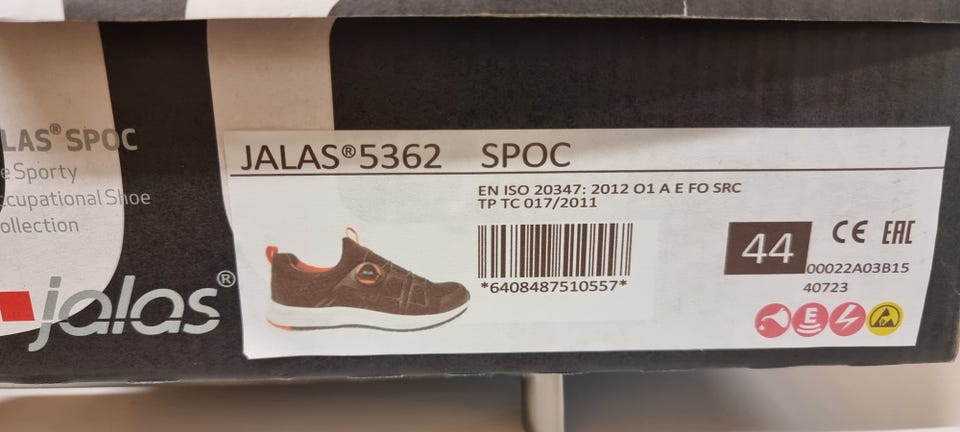 LAS® SPOC
e Sporty
ccupational Shoe
ollection
jalas®
JALAS® 5362 SPOC
EN ISO 20347: 2012 O1 A E FO SRC
TP TC 017/2011
*6408487510557*
44
CE EAC
00022A03B15
40723
E